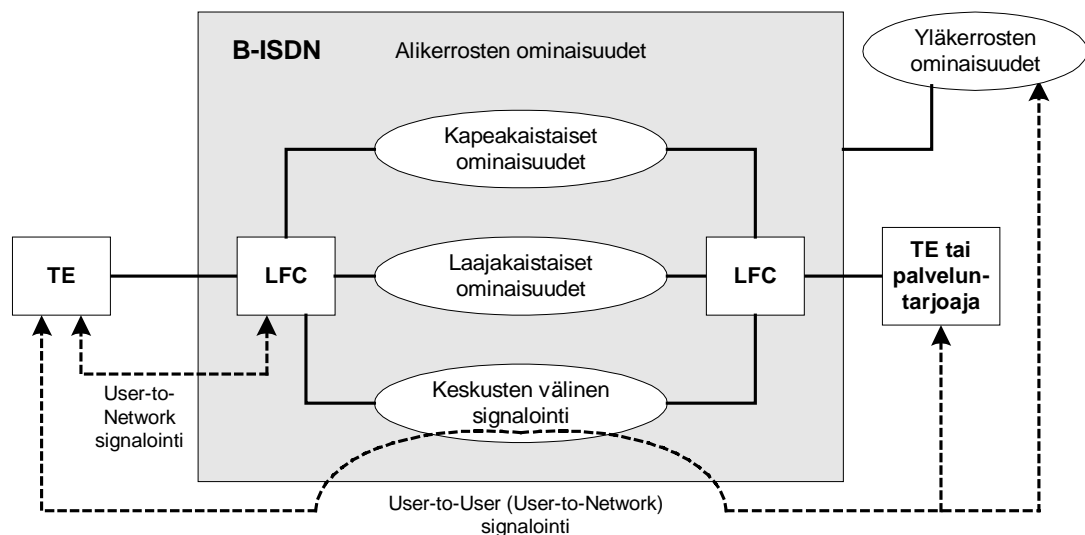 B-ISDN
Alikerrosten ominaisuudet
Yläkerrosten
ominaisuudet
Kapeakaistaiset
ominaisuudet
TE
LFC
Laajakaistaiset
ominaisuudet
LFC
TE tai
palvelun-
tarjoaja
Keskusten välinen
signalointi
User-to-
Network
signalointi
User-to-User (User-to-Network)
signalointi